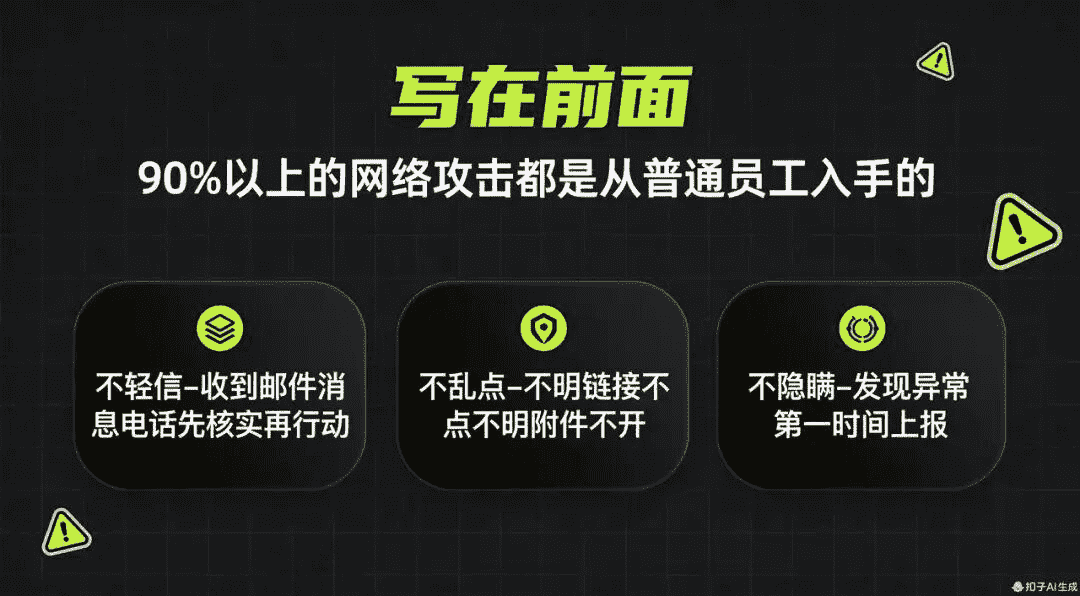 写在前面
90%以上的网络攻击都是从普通员工入手的
不轻信–收到邮件消
息电话先核实再行动
不乱点–不明链接不
点不明附件不开
不隐瞒–发现异常
第一时间上报
扣子AI生成